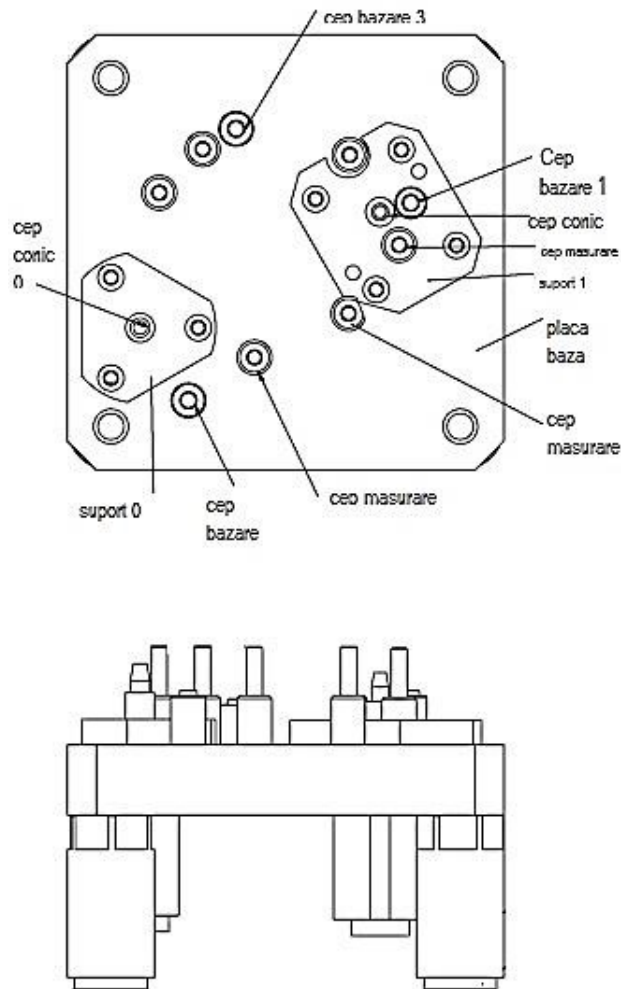 cep bazare 3
Cep
bazare 1
cep conic
cep masurare
suport 1
placa
baza
cep
masurare
cep
conic
0
suport 0
cep
bazare
cep masurare